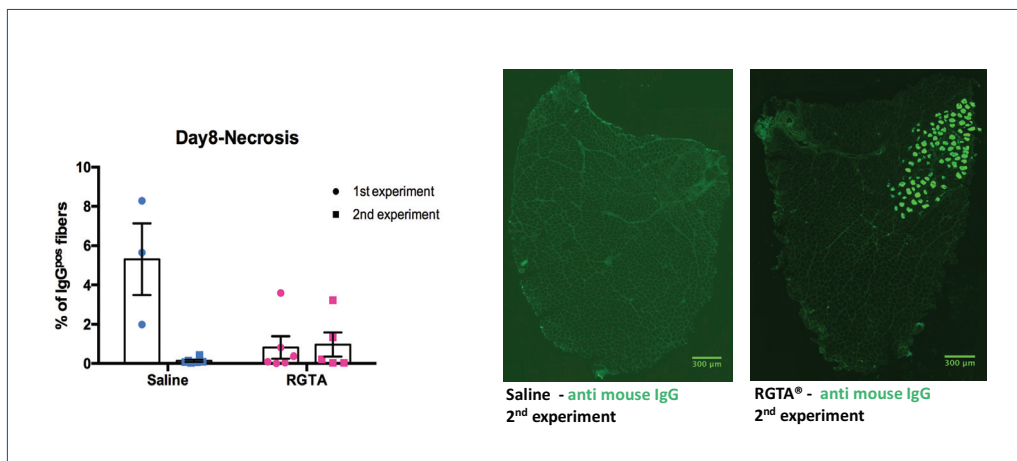 Day8-Necrosis
% of IgGpos fibers
10
8
6
4
2
0
Saline
RGTA
1st experiment
2nd experiment
300 µm
Saline - anti mouse IgG
2nd experiment
300 µm
RGTA® - anti mouse IgG
2nd experiment